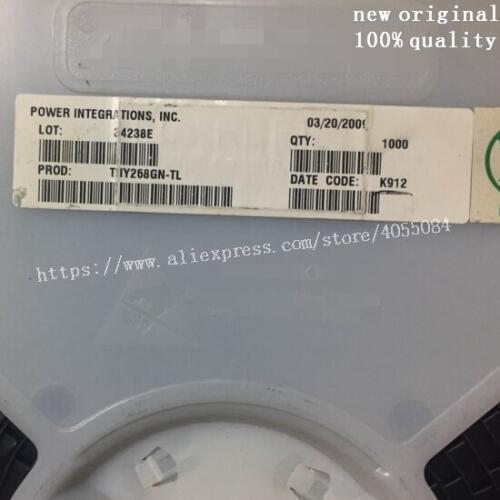 new original
100% quality
POWER INTEGRATIONS, INC.
03/20/2009
LOT: 34238E
QTY: 1000
PROD: TNY268GN-TL
DATE CODE: K912
https://www.aliexpress.com/store/4055084